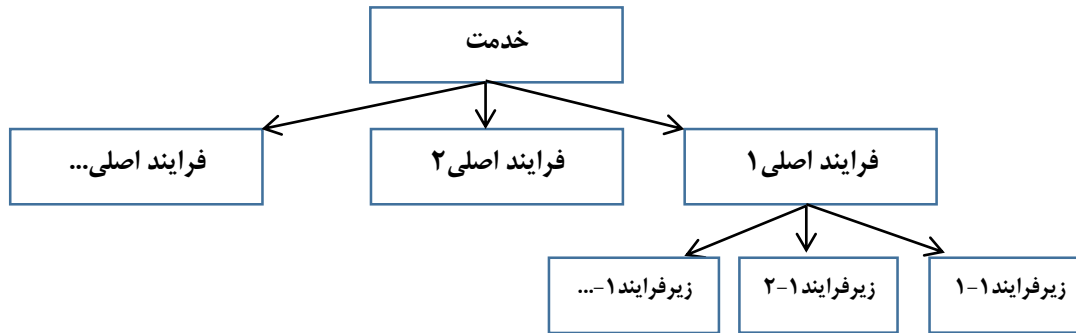 خدمت
فرایند اصلی۱
فرایند اصلی۲
فرایند اصلی...
زیرفرایند۱-۱
زیرفرایند۱-۲
زیرفرایند۱-...